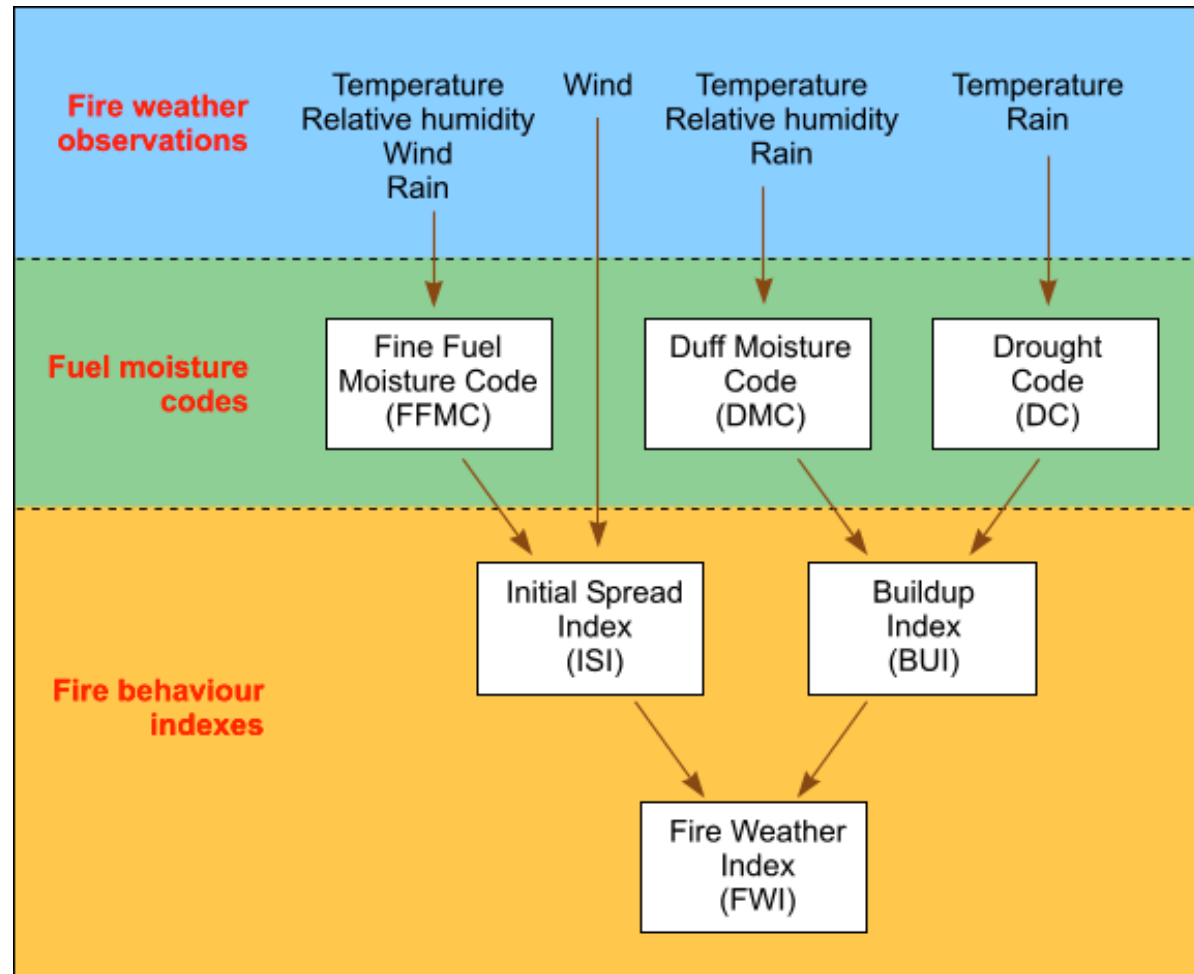 Fire weather
observations
Temperature
Relative humidity
Wind
Rain
Wind
Temperature
Relative humidity
Rain
Temperature
Rain
Fuel moisture
codes
Fine Fuel
Moisture Code
(FFMC)
Duff Moisture
Code
(DMC)
Drought
Code
(DC)
Fire behaviour
indexes
Initial Spread
Index
(ISI)
Buildup
Index
(BUI)
Fire Weather
Index
(FWI)